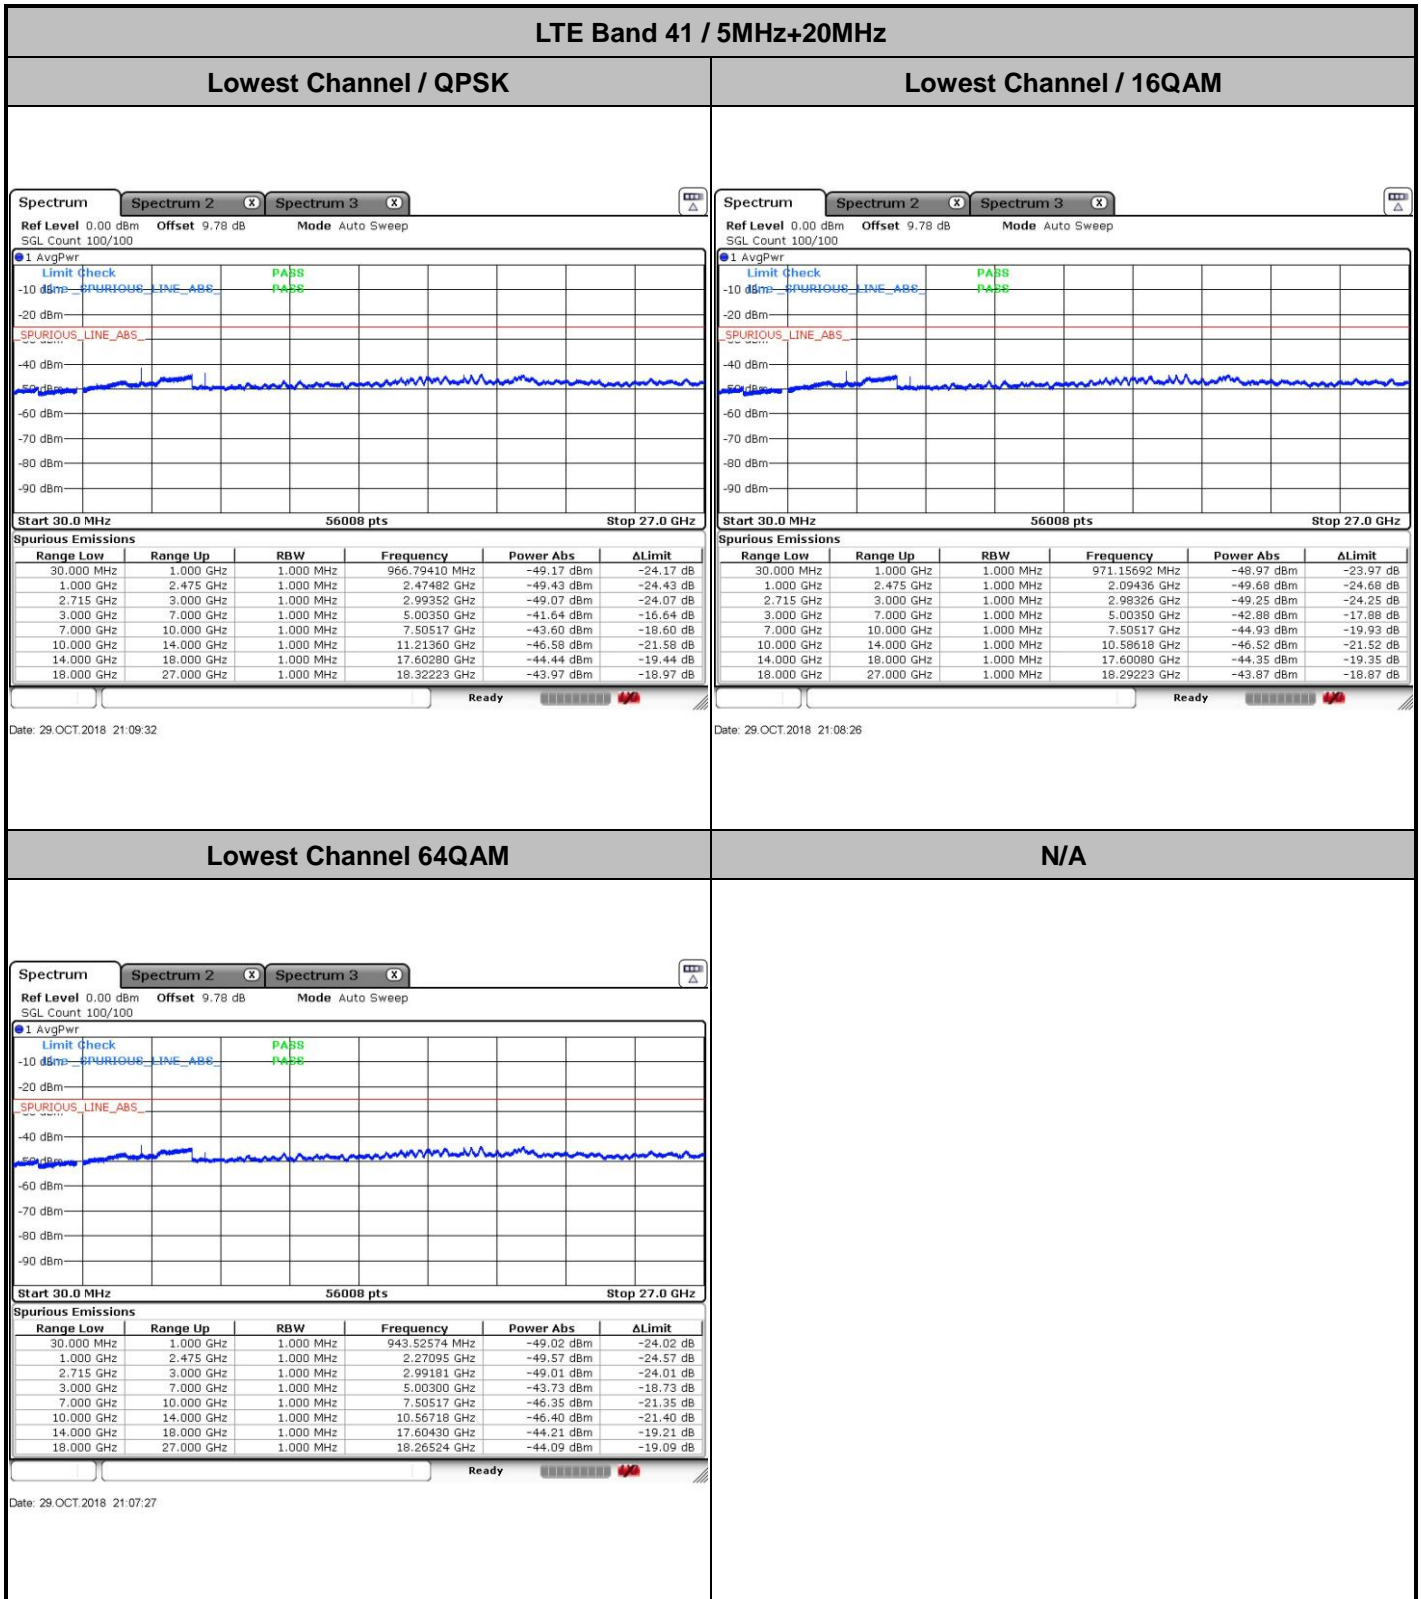 LTE Band 41 / 5MHz+20MHz
Lowest Channel / QPSK
Lowest Channel / 16QAM
Spectrum Spectrum 2 X Spectrum 3 X
Ref Level 0.00 dBm Offset 9.78 dB Mode Auto Sweep
SGL Count 100/100
1 AvgPwr
Limit Check PASS
-10 dBm Line _SPURIOUS_LINE_ABS_ PASS
-20 dBm
_SPURIOUS_LINE_ABS_
-40 dBm
-50 dBm
-60 dBm
-70 dBm
-80 dBm
-90 dBm
Start 30.0 MHz 56008 pts Stop 27.0 GHz
Spurious Emissions
Range Low Range Up RBW Frequency Power Abs ΔLimit
30.000 MHz 1.000 GHz 1.000 MHz 966.79410 MHz -49.17 dBm -24.17 dB
1.000 GHz 2.475 GHz 1.000 MHz 2.47482 GHz -49.43 dBm -24.43 dB
2.715 GHz 3.000 GHz 1.000 MHz 2.99352 GHz -49.07 dBm -24.07 dB
3.000 GHz 7.000 GHz 1.000 MHz 5.00350 GHz -41.64 dBm -16.64 dB
7.000 GHz 10.000 GHz 1.000 MHz 7.50517 GHz -43.60 dBm -18.60 dB
10.000 GHz 14.000 GHz 1.000 MHz 11.21360 GHz -46.58 dBm -21.58 dB
14.000 GHz 18.000 GHz 1.000 MHz 17.60280 GHz -44.44 dBm -19.44 dB
18.000 GHz 27.000 GHz 1.000 MHz 18.32223 GHz -43.97 dBm -18.97 dB
Ready
Date: 29.OCT.2018 21:09:32
Spectrum Spectrum 2 X Spectrum 3 X
Ref Level 0.00 dBm Offset 9.78 dB Mode Auto Sweep
SGL Count 100/100
1 AvgPwr
Limit Check PASS
-10 dBm Line _SPURIOUS_LINE_ABS_ PASS
-20 dBm
_SPURIOUS_LINE_ABS_
-40 dBm
-50 dBm
-60 dBm
-70 dBm
-80 dBm
-90 dBm
Start 30.0 MHz 56008 pts Stop 27.0 GHz
Spurious Emissions
Range Low Range Up RBW Frequency Power Abs ΔLimit
30.000 MHz 1.000 GHz 1.000 MHz 971.15692 MHz -48.97 dBm -23.97 dB
1.000 GHz 2.475 GHz 1.000 MHz 2.09436 GHz -49.68 dBm -24.68 dB
2.715 GHz 3.000 GHz 1.000 MHz 2.98326 GHz -49.25 dBm -24.25 dB
3.000 GHz 7.000 GHz 1.000 MHz 5.00350 GHz -42.88 dBm -17.88 dB
7.000 GHz 10.000 GHz 1.000 MHz 7.50517 GHz -44.93 dBm -19.93 dB
10.000 GHz 14.000 GHz 1.000 MHz 10.58618 GHz -46.52 dBm -21.52 dB
14.000 GHz 18.000 GHz 1.000 MHz 17.60080 GHz -44.35 dBm -19.35 dB
18.000 GHz 27.000 GHz 1.000 MHz 18.29223 GHz -43.87 dBm -18.87 dB
Ready
Date: 29.OCT.2018 21:08:26
Lowest Channel 64QAM
N/A
Spectrum Spectrum 2 X Spectrum 3 X
Ref Level 0.00 dBm Offset 9.78 dB Mode Auto Sweep
SGL Count 100/100
1 AvgPwr
Limit Check PASS
-10 dBm Line _SPURIOUS_LINE_ABS_ PASS
-20 dBm
_SPURIOUS_LINE_ABS_
-40 dBm
-50 dBm
-60 dBm
-70 dBm
-80 dBm
-90 dBm
Start 30.0 MHz 56008 pts Stop 27.0 GHz
Spurious Emissions
Range Low Range Up RBW Frequency Power Abs ΔLimit
30.000 MHz 1.000 GHz 1.000 MHz 943.52574 MHz -49.02 dBm -24.02 dB
1.000 GHz 2.475 GHz 1.000 MHz 2.27095 GHz -49.57 dBm -24.57 dB
2.715 GHz 3.000 GHz 1.000 MHz 2.99181 GHz -49.01 dBm -24.01 dB
3.000 GHz 7.000 GHz 1.000 MHz 5.00300 GHz -43.73 dBm -18.73 dB
7.000 GHz 10.000 GHz 1.000 MHz 7.50517 GHz -46.35 dBm -21.35 dB
10.000 GHz 14.000 GHz 1.000 MHz 10.56718 GHz -46.40 dBm -21.40 dB
14.000 GHz 18.000 GHz 1.000 MHz 17.60430 GHz -44.21 dBm -19.21 dB
18.000 GHz 27.000 GHz 1.000 MHz 18.26524 GHz -44.09 dBm -19.09 dB
Ready
Date: 29.OCT.2018 21:07:27